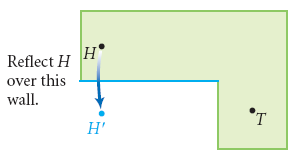 Reflect H
over this
wall.
H
H'
T